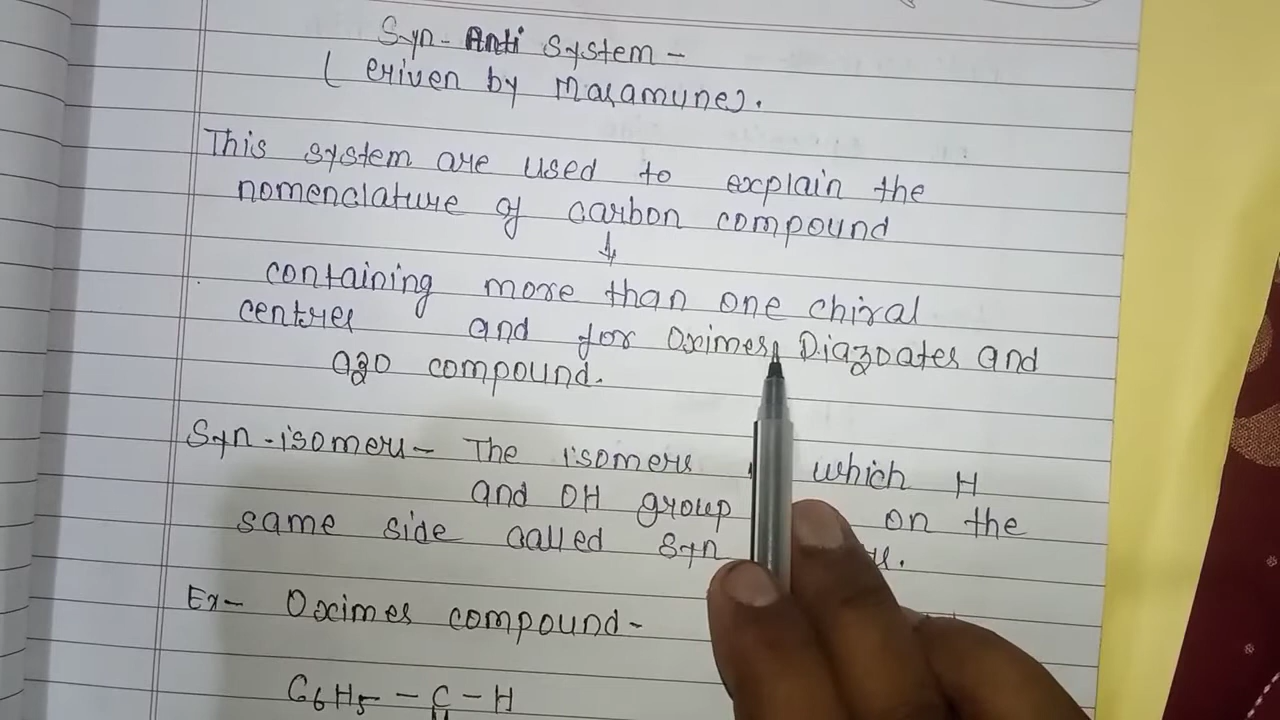 Syn- Anti System -
( Eriven by Masamune).
This system are used to explain the
nomenclature of carbon compound
↓
containing more than one chiral
centres and for Oximes, Diazoates and
azo compound.
Syn-isomers - The isomers which H
and OH group on the
same side called Syn
Ex- Oximes compound-
C6H5 - C - H